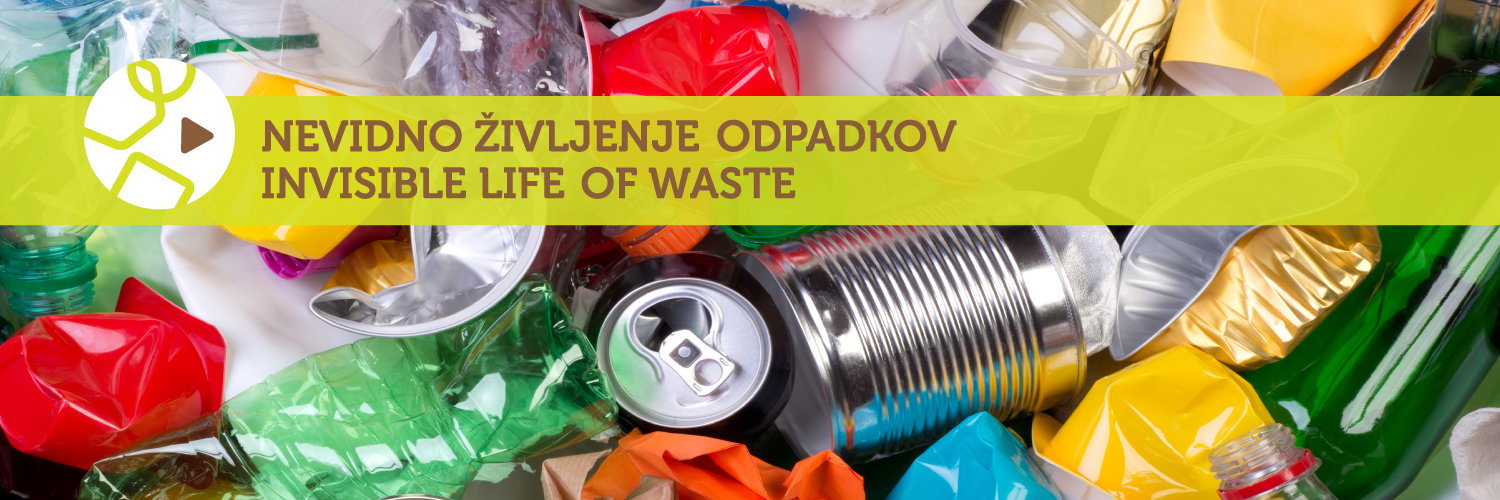 NEVIDNO ŽIVLJENJE ODPADKOV
INVISIBLE LIFE OF WASTE